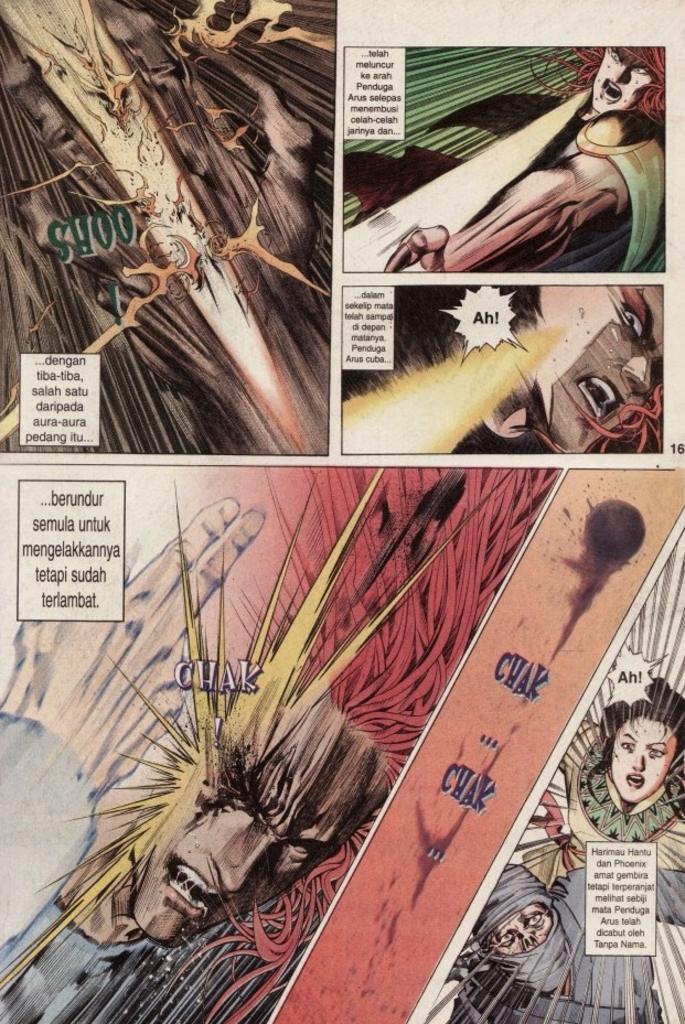 SHOO
!
...dengan
tiba-tiba,
salah satu
daripada
aura-aura
pedang itu...
...telah
meluncur
ke arah
Penduga
Arus selepas
menembusi
celah-celah
jarinya dan...
...dalam
sekelip mata
telah sampai
di depan
matanya.
Penduga
Arus cuba...
Ah!
16
...berundur
semula untuk
mengelakkannya
tetapi sudah
terlambat.
CHAK
!
CHAK
...
CHAK
...
Ah!
Harimau Hantu
dan Phoenix
amat gembira
tetapi terperanjat
melihat sebiji
mata Penduga
Arus telah
dicabut oleh
Tanpa Nama.